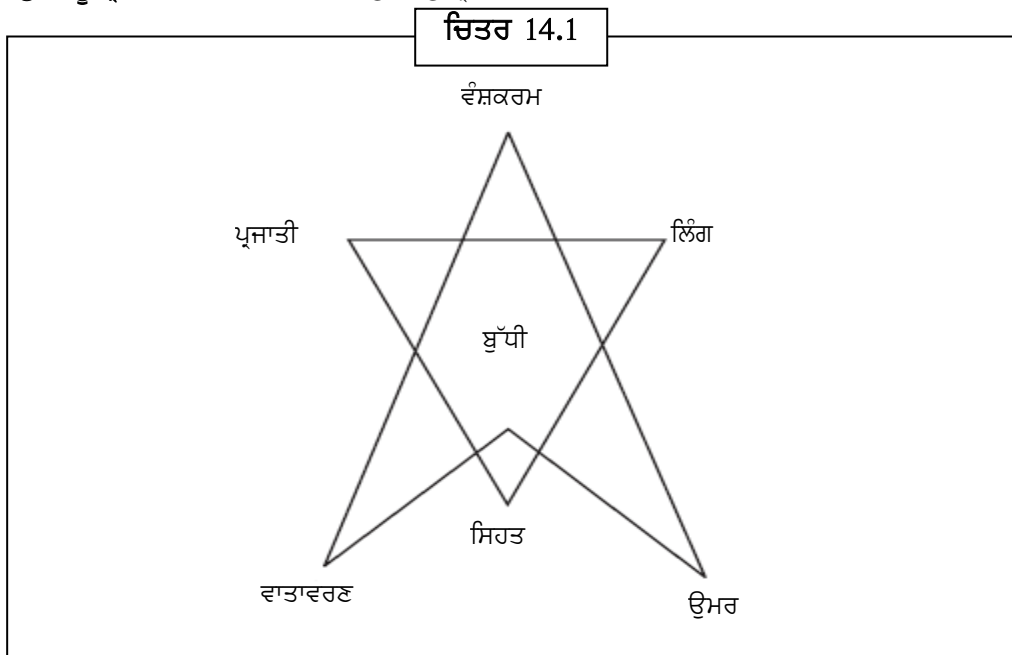 ਚਿਤਰ 14.1
ਵੰਸ਼ਕਰਮ
ਪ੍ਰਜਾਤੀ
ਲਿੰਗ
ਬੁੱਧੀ
ਸਿਹਤ
ਵਾਤਾਵਰਣ
ਉਮਰ